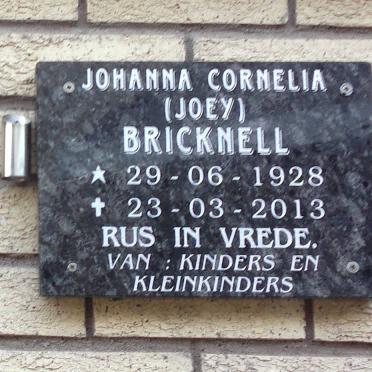 JOHANNA CORNELIA
(JOEY)
BRICKNELL
★ 29 - 06 - 1928
✝ 23 - 03 - 2013
RUS IN VREDE.
VAN : KINDERS EN
KLEINKINDERS